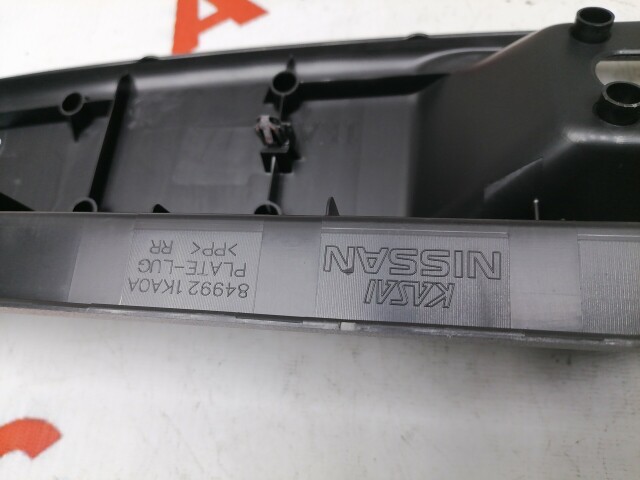 KASAI
NISSAN
84992 1KA0A
PLATE-LUG
>PP< RR